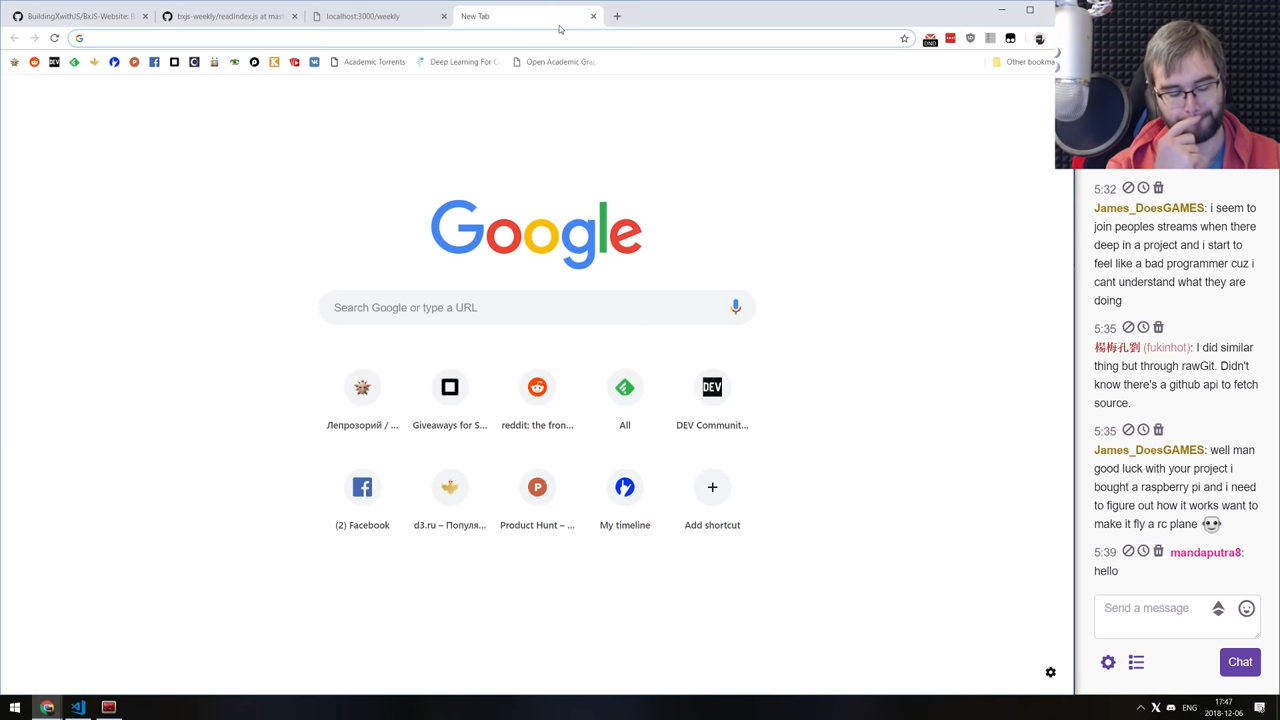 BuildingXwithJS/BxJS-Website: B
bxjs-weekly/readIndex.js at mast
localhost:3000/weekly
New Tab
Academic Torrents
Deep Learning For C
Open Academic Gra
Other bookma
Google
Search Google or type a URL
Лепрозорий / ...
Giveaways for S...
reddit: the fron...
All
DEV Communit...
(2) Facebook
d3.ru – Популя...
Product Hunt – ...
My timeline
Add shortcut
5:32
James_DoesGAMES: i seem to
join peoples streams when there
deep in a project and i start to
feel like a bad programmer cuz i
cant understand what they are
doing
5:35
楊梅孔劉 (fukinhot): I did similar
thing but through rawGit. Didn't
know there's a github api to fetch
source.
5:35
James_DoesGAMES: well man
good luck with your project i
bought a raspberry pi and i need
to figure out how it works want to
make it fly a rc plane
5:39 mandaputra8:
hello
Send a message
Chat
ENG
17:47
2018-12-06